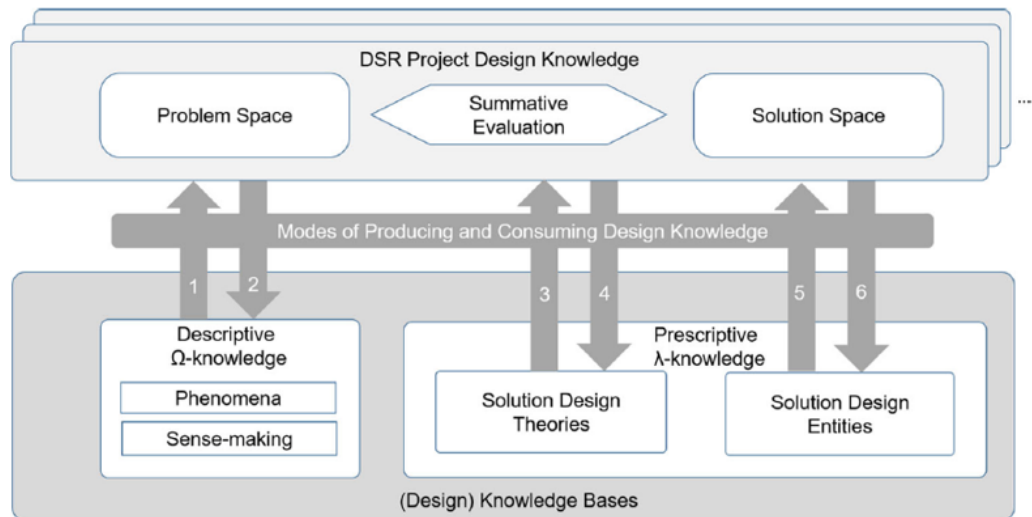 DSR Project Design Knowledge
Problem Space
Summative
Evaluation
Solution Space
...
Modes of Producing and Consuming Design Knowledge
1
2
3
4
5
6
Descriptive
Ω-knowledge
Phenomena
Sense-making
Prescriptive
λ-knowledge
Solution Design
Theories
Solution Design
Entities
(Design) Knowledge Bases